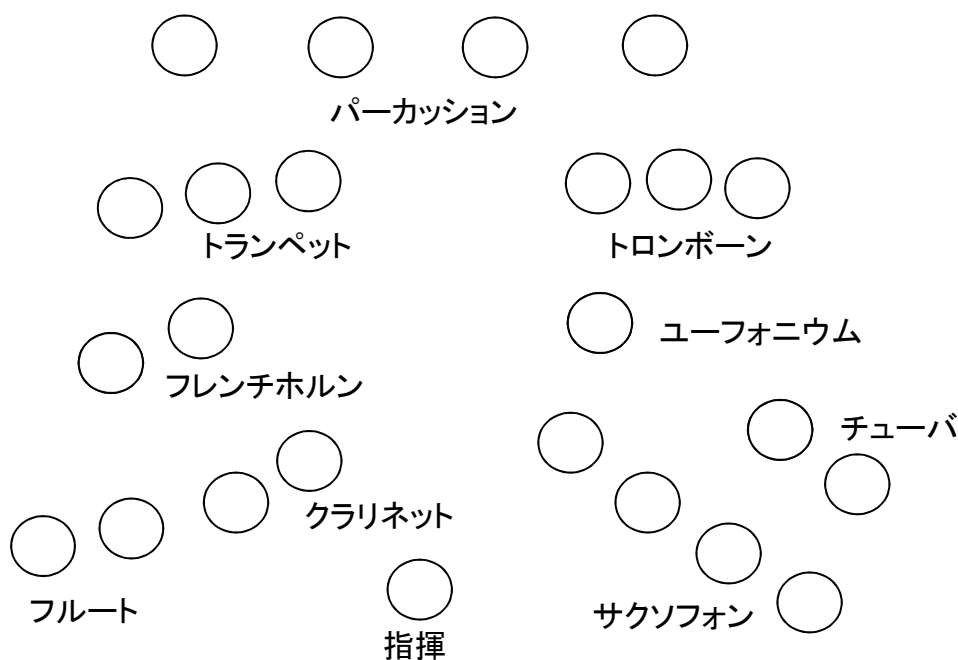 パーカッション
トランペット
トロンボーン
ユーフォニウム
フレンチホルン
チューバ
クラリネット
フルート
サクソフォン
指揮